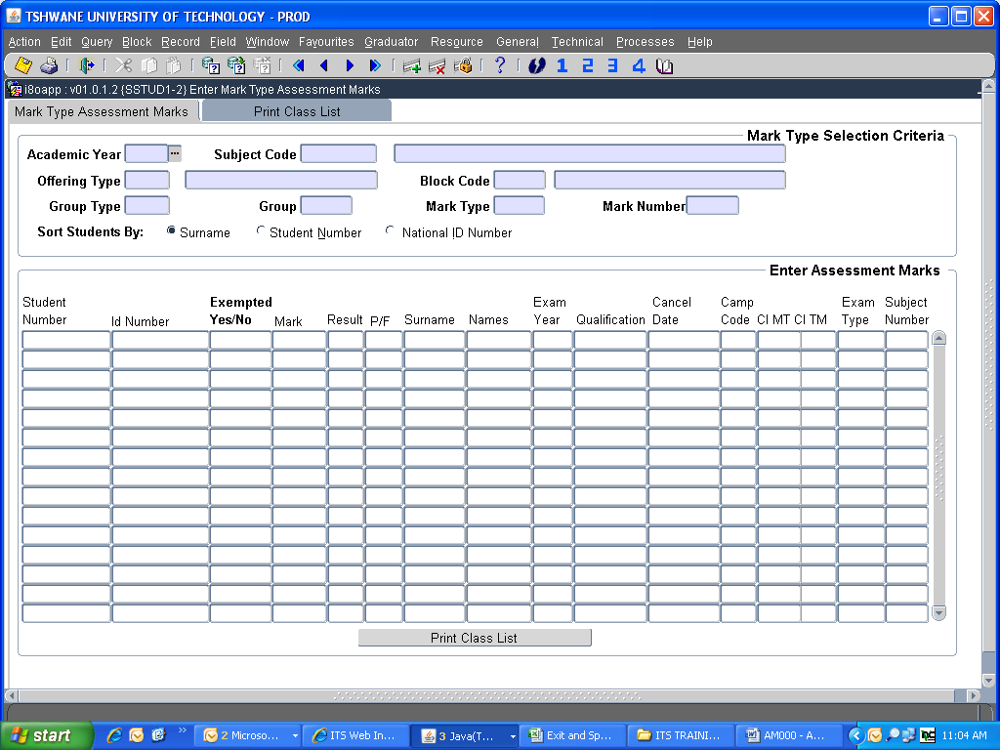 TSHWANE UNIVERSITY OF TECHNOLOGY - PROD
Action Edit Query Block Record Field Window Favourites Graduator Resource General Technical Processes Help
? 1 2 3 4
i8oapp : v01.0.1.2 {SSTUD1-2} Enter Mark Type Assessment Marks
Mark Type Assessment Marks Print Class List
Mark Type Selection Criteria
Academic Year ... Subject Code
Offering Type Block Code
Group Type Group Mark Type Mark Number
Sort Students By: Surname Student Number National ID Number
Enter Assessment Marks
Student Exempted Exam Cancel Camp Exam Subject
Number Id Number Yes/No Mark Result P/F Surname Names Year Qualification Date Code Cl MT Cl TM Type Number
Print Class List
start 2 Microso... ITS Web In... 3 Java(T... Exit and Sp... ITS TRAINI... AM000 - A... 11:04 AM